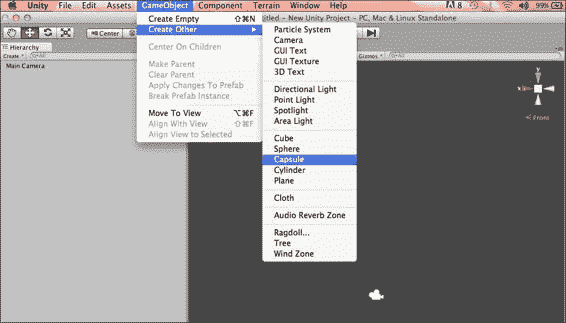 Unity File Edit Assets GameObject Component Terrain Window Help 8 99%
Untitled - New Unity Project - PC, Mac & Linux Standalone
Center
Hierarchy
Create All
Gizmos All
Main Camera
Create Empty ⇧⌘N
Create Other
Center On Children
Make Parent
Clear Parent
Apply Changes To Prefab
Break Prefab Instance
Move To View ⌥⌘F
Align With View ⇧⌘F
Align View to Selected
Particle System
Camera
GUI Text
GUI Texture
3D Text
Directional Light
Point Light
Spotlight
Area Light
Cube
Sphere
Capsule
Cylinder
Plane
Cloth
Audio Reverb Zone
Ragdoll...
Tree
Wind Zone
y
x
Front